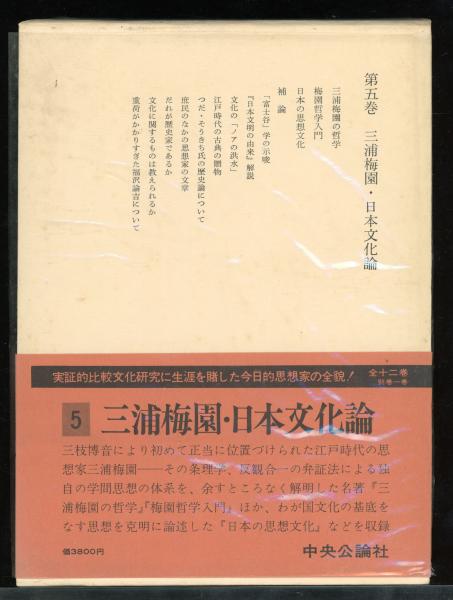 第五巻 三浦梅園・日本文化論
三浦梅園の哲学
梅園哲学入門
日本の思想文化
補論
「富士谷」学の示唆
『日本文明の由来』解説
文化の「ノアの洪水」
江戸時代の古典の贈物
つだ・そうきち氏の歴史論について
庶民のなかの思想家の文章
だれが歴史家であるか
文化に関するものは教えられるか
重荷がかかりすぎた福沢諭吉について
実証的比較文化研究に生涯を賭した今日的思想家の全貌！
全十二巻
別巻一巻
5 三浦梅園・日本文化論
三枝博音により初めて正当に位置づけられた江戸時代の思
想家三浦梅園──その条理学、反観合一の弁証法による独
自の学問思想の体系を、余すところなく解明した名著『三
浦梅園の哲学』『梅園哲学入門』ほか、わが国文化の基底を
なす思想を克明に論述した『日本の思想文化』などを収録
価3800円
中央公論社